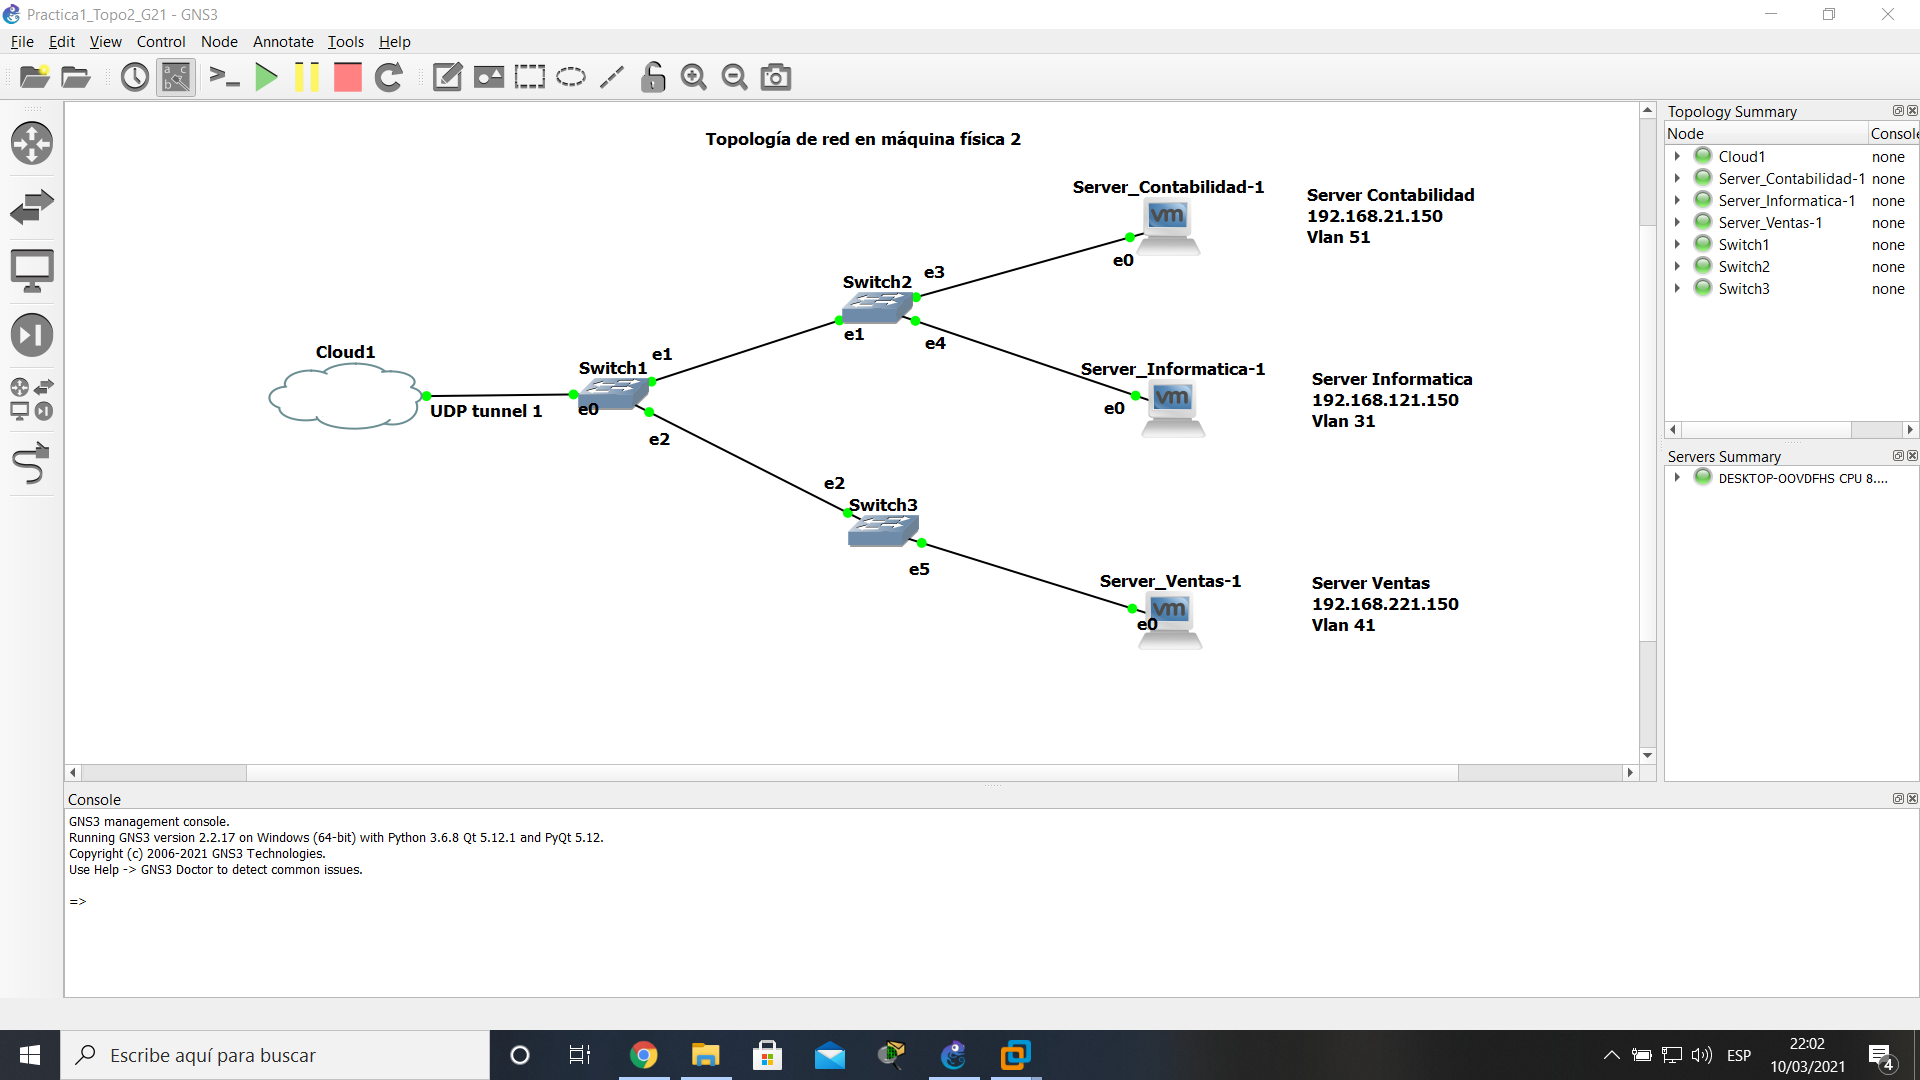 Practica1_Topo2_G21 - GNS3
File Edit View Control Node Annotate Tools Help
Topología de red en máquina física 2
Server_Contabilidad-1
Server Contabilidad
192.168.21.150
Vlan 51
vm
e0
e3
Switch2
e1
e4
Cloud1
UDP tunnel 1
Switch1
e1
e0
e2
Server_Informatica-1
Server Informatica
192.168.121.150
Vlan 31
vm
e0
e2
Switch3
e5
Server_Ventas-1
Server Ventas
192.168.221.150
Vlan 41
vm
e0
Topology Summary
Node Console
Cloud1 none
Server_Contabilidad-1 none
Server_Informatica-1 none
Server_Ventas-1 none
Switch1 none
Switch2 none
Switch3 none
Servers Summary
DESKTOP-OOVDFHS CPU 8....
Console
GNS3 management console.
Running GNS3 version 2.2.17 on Windows (64-bit) with Python 3.6.8 Qt 5.12.1 and PyQt 5.12.
Copyright (c) 2006-2021 GNS3 Technologies.
Use Help -> GNS3 Doctor to detect common issues.
=>
Escribe aquí para buscar
ESP
22:02
10/03/2021
4